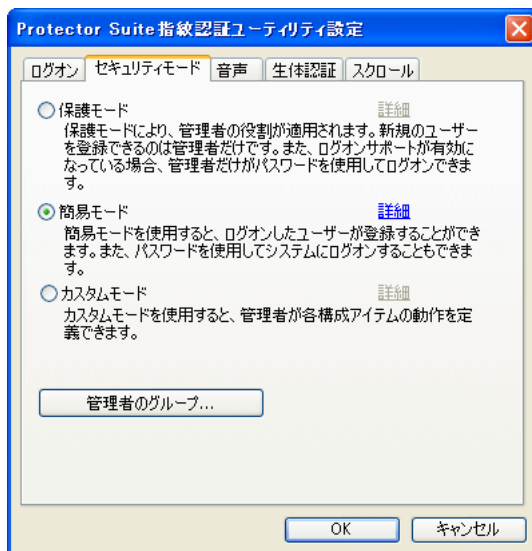 Protector Suite指紋認証ユーティリティ設定
ログオン セキュリティモード 音声 生体認証 スクロール
保護モード 詳細
保護モードにより、管理者の役割が適用されます。新規のユーザー
を登録できるのは管理者だけです。また、ログオンサポートが有効に
なっている場合、管理者だけがパスワードを使用してログオンできま
す。
簡易モード 詳細
簡易モードを使用すると、ログオンしたユーザーが登録することができ
ます。また、パスワードを使用してシステムにログオンすることもできま
す。
カスタムモード 詳細
カスタムモードを使用すると、管理者が各構成アイテムの動作を定
義できます。
管理者のグループ...
OK キャンセル